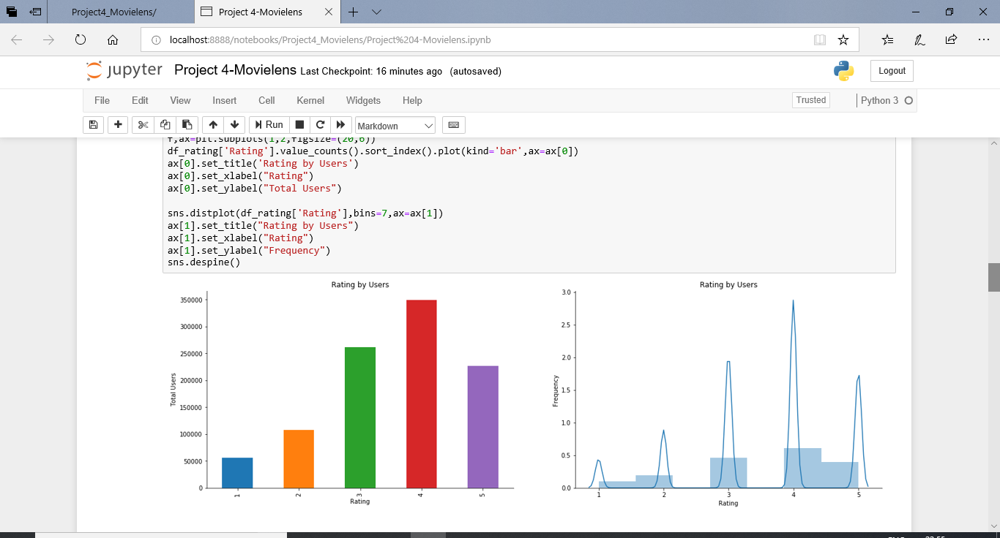 Project4_Movielens/
Project 4-Movielens
localhost:8888/notebooks/Project4_Movielens/Project%204-Movielens.ipynb
jupyter Project 4-Movielens Last Checkpoint: 16 minutes ago (autosaved)
Logout
File Edit View Insert Cell Kernel Widgets Help
Trusted
Python 3
Run
Markdown
f,ax=plt.subplots(1,2,figsize=(20,6))
df_rating['Rating'].value_counts().sort_index().plot(kind='bar',ax=ax[0])
ax[0].set_title('Rating by Users')
ax[0].set_xlabel("Rating")
ax[0].set_ylabel("Total Users")
sns.distplot(df_rating['Rating'],bins=7,ax=ax[1])
ax[1].set_title("Rating by Users")
ax[1].set_xlabel("Rating")
ax[1].set_ylabel("Frequency")
sns.despine()
Rating by Users
350000
300000
250000
200000
150000
100000
50000
0
Total Users
1 2 3 4 5
Rating
Rating by Users
3.0
2.5
2.0
1.5
1.0
0.5
0.0
Frequency
1 2 3 4 5
Rating